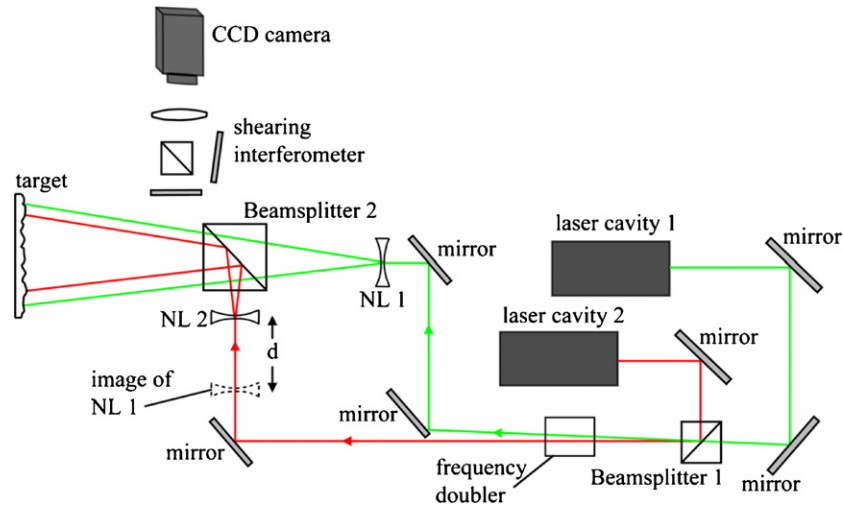 CCD camera
shearing
interferometer
target
Beamsplitter 2
laser cavity 1
mirror
mirror
NL 1
laser cavity 2
NL 2
mirror
d
image of
NL 1
mirror
mirror
frequency
doubler
Beamsplitter 1
mirror